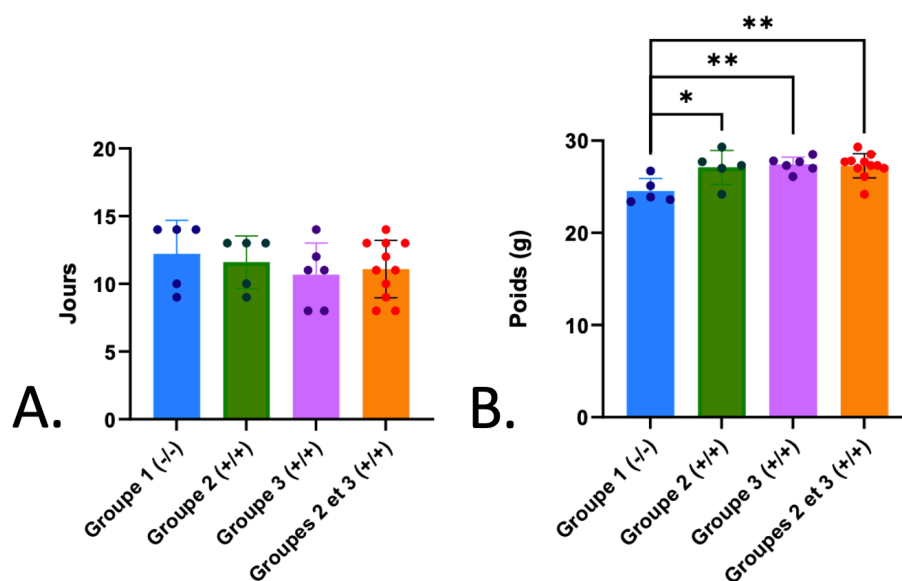 A.
Jours
20
15
10
5
0
Groupe 1 (-/-)
Groupe 2 (+/+)
Groupe 3 (+/+)
Groupes 2 et 3 (+/+)
B.
Poids (g)
30
20
10
0
**
**
*
Groupe 1 (-/-)
Groupe 2 (+/+)
Groupe 3 (+/+)
Groupes 2 et 3 (+/+)